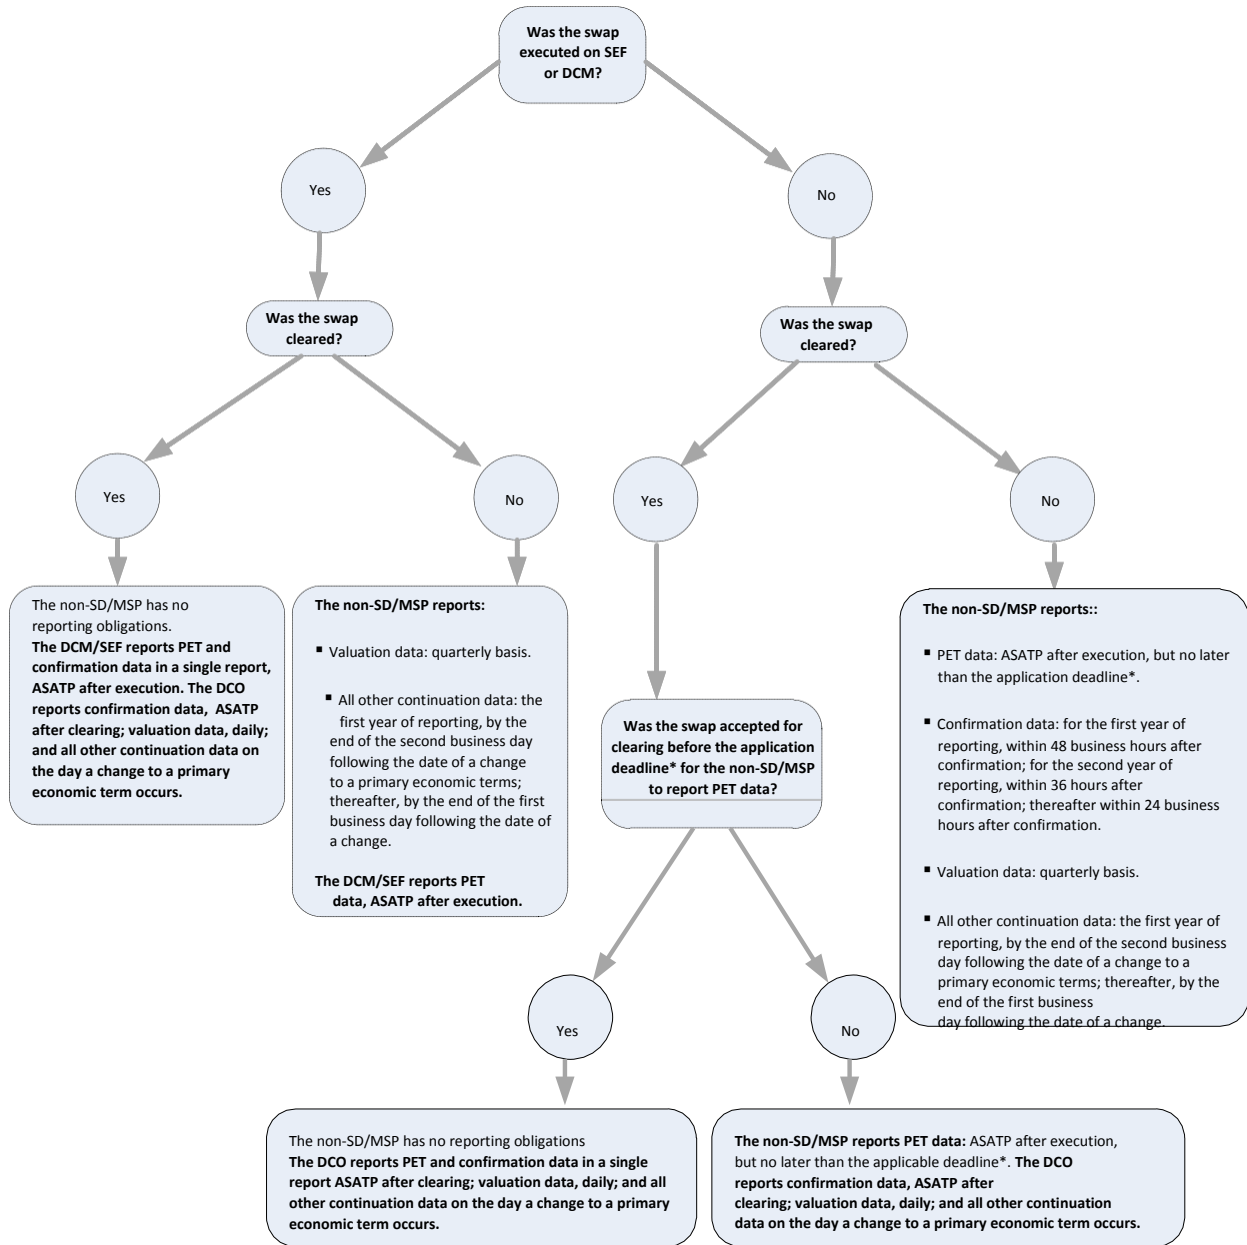 Was the swap
executed on SEF
or DCM?
Yes
No
Was the swap
cleared?
Was the swap
cleared?
Yes
No
Yes
No
The non-SD/MSP has no
reporting obligations.
The DCM/SEF reports PET and
confirmation data in a single report,
ASATP after execution. The DCO
reports confirmation data, ASATP
after clearing; valuation data, daily;
and all other continuation data on
the day a change to a primary
economic term occurs.
The non-SD/MSP reports:
▪ Valuation data: quarterly basis.
▪ All other continuation data: the
first year of reporting, by the
end of the second business day
following the date of a change
to a primary economic terms;
thereafter, by the end of the first
business day following the date of
a change.
The DCM/SEF reports PET
data, ASATP after execution.
Was the swap accepted for
clearing before the application
deadline* for the non-SD/MSP
to report PET data?
The non-SD/MSP reports::
▪ PET data: ASATP after execution, but no later
than the application deadline*.
▪ Confirmation data: for the first year of
reporting, within 48 business hours after
confirmation; for the second year of
reporting, within 36 hours after
confirmation; thereafter within 24 business
hours after confirmation.
▪ Valuation data: quarterly basis.
▪ All other continuation data: the first year of
reporting, by the end of the second business
day following the date of a change to a
primary economic terms; thereafter, by the
end of the first business
day following the date of a change.
Yes
No
The non-SD/MSP has no reporting obligations
The DCO reports PET and confirmation data in a single
report ASATP after clearing; valuation data, daily; and all
other continuation data on the day a change to a primary
economic term occurs.
The non-SD/MSP reports PET data: ASATP after execution,
but no later than the applicable deadline*. The DCO
reports confirmation data, ASATP after
clearing; valuation data, daily; and all other continuation
data on the day a change to a primary economic term occurs.